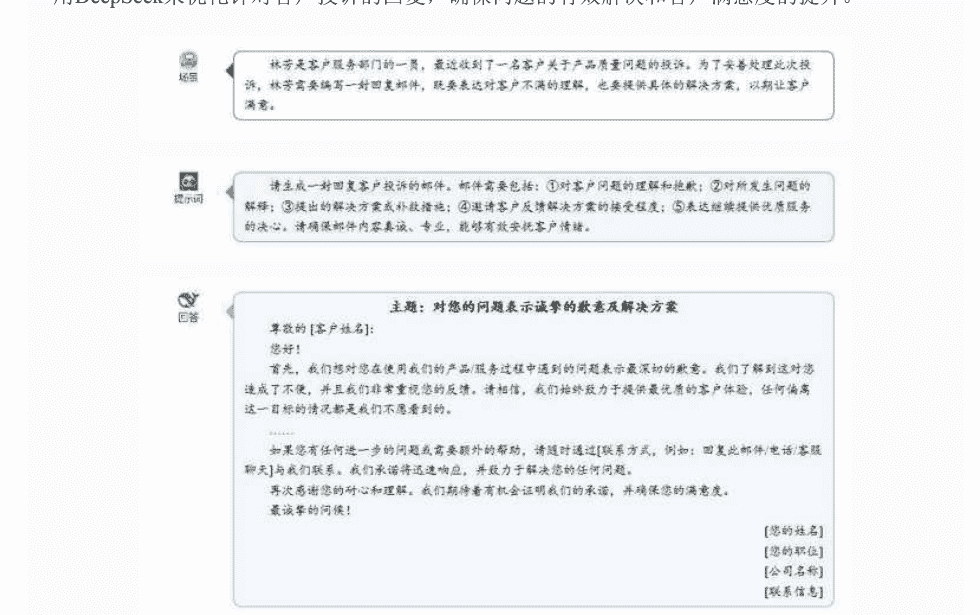 用DeepSeek来优化针对客户投诉的回复，确保问题的有效解决和客户满意度的提升。
场景
林芳是客户服务部门的一员，最近收到了一名客户关于产品质量问题的投诉。为了妥善处理此次投
诉，林芳需要编写一封回复邮件，既要表达对客户不满的理解，也要提供具体的解决方案，以期让客户
满意。
提示词
请生成一封回复客户投诉的邮件。邮件需要包括：①对客户问题的理解和抱歉；②对所发生问题的
解释；③提出的解决方案或补救措施；④邀请客户反馈解决方案的接受程度；⑤表达继续提供优质服务
的决心。请确保邮件内容真诚、专业，能够有效安抚客户情绪。
回答
主题：对您的问题表示诚挚的歉意及解决方案
尊敬的 [客户姓名]：
您好！
首先，我们想对您在使用我们的产品/服务过程中遇到的问题表示最深切的歉意。我们了解到这对您
造成了不便，并且我们非常重视您的反馈。请相信，我们始终致力于提供最优质的客户体验，任何偏离
这一目标的情况都是我们不愿看到的。
……
如果您有任何进一步的问题或需要额外的帮助，请随时通过[联系方式，例如：回复此邮件/电话/客服
聊天]与我们联系。我们承诺将迅速响应，并致力于解决您的任何问题。
再次感谢您的耐心和理解。我们期待着有机会证明我们的承诺，并确保您的满意度。
最诚挚的问候！
[您的姓名]
[您的职位]
[公司名称]
[联系信息]